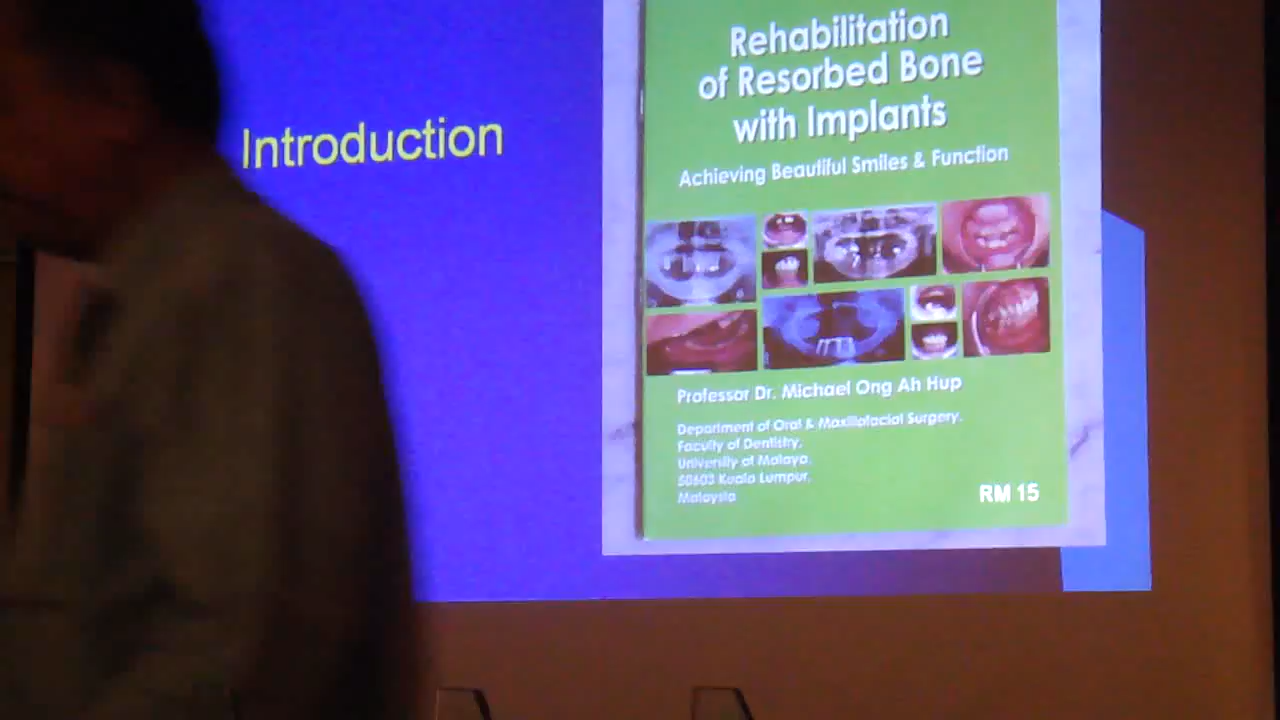 Introduction
Rehabilitation
of Resorbed Bone
with Implants
Achieving Beautiful Smiles & Function
Professor Dr. Michael Ong Ah Hup
Department of Oral & Maxillofacial Surgery,
Faculty of Dentistry,
University of Malaya,
50603 Kuala Lumpur,
Malaysia
RM 15